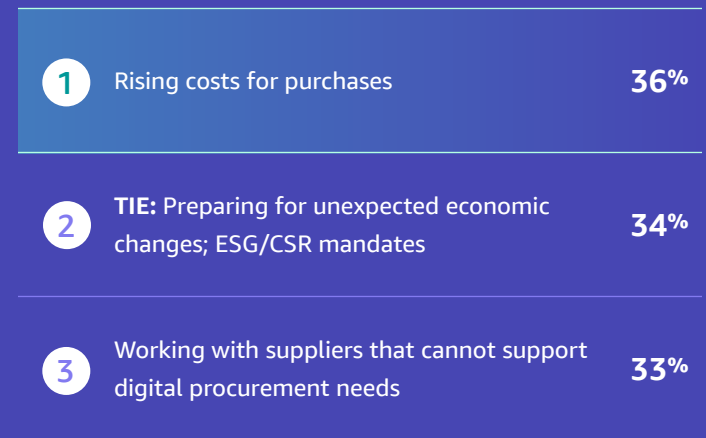 1 Rising costs for purchases 36%
2 TIE: Preparing for unexpected economic
changes; ESG/CSR mandates 34%
3 Working with suppliers that cannot support
digital procurement needs 33%